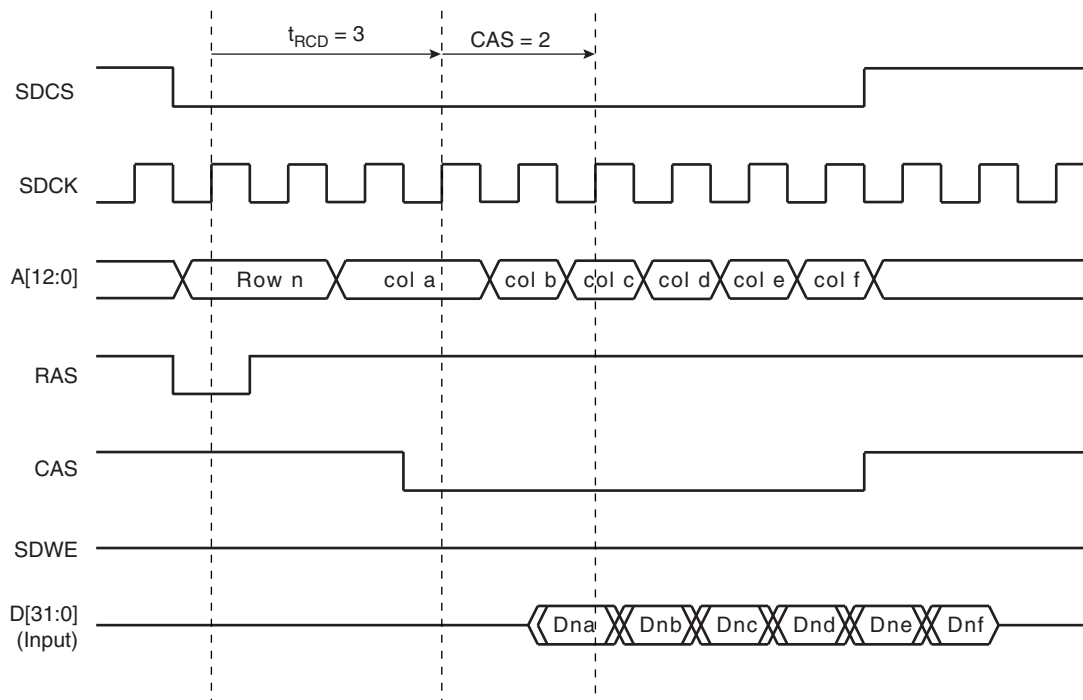 tRCD = 3
CAS = 2
SDCS
SDCK
A[12:0]
Row n
col a
col b
col c
col d
col e
col f
RAS
CAS
SDWE
D[31:0]
(Input)
Dna
Dnb
Dnc
Dnd
Dne
Dnf